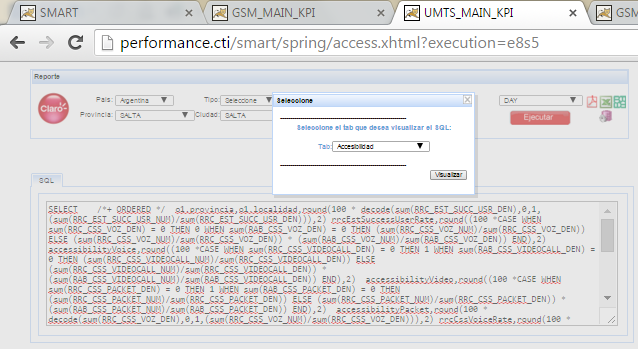 SMART
GSM_MAIN_KPI
UMTS_MAIN_KPI
GSM_
performance.cti/smart/spring/access.xhtml?execution=e8s5
Reporte
Claro
País: Argentina Tipo: Seleccione DAY
Provincia: SALTA Ciudad: SALTA Ejecutar
Seleccione
Seleccione el tab que desea visualizar el SQL:
Tab: Accesibilidad
Visualizar
SQL
SELECT /*+ ORDERED */ o1.provincia,o1.localidad,round(100 * decode(sum(RRC_EST_SUCC_USR_DEN),0,1,
(sum(RRC_EST_SUCC_USR_NUM)/sum(RRC_EST_SUCC_USR_DEN))),2) rrcEstSuccessUserRate,round((100 *CASE WHEN
sum(RRC_CSS_VOZ_DEN) = 0 THEN 0 WHEN sum(RAB_CSS_VOZ_DEN) = 0 THEN (sum(RRC_CSS_VOZ_NUM)/sum(RRC_CSS_VOZ_DEN))
ELSE (sum(RRC_CSS_VOZ_NUM)/sum(RRC_CSS_VOZ_DEN)) * (sum(RAB_CSS_VOZ_NUM)/sum(RAB_CSS_VOZ_DEN)) END),2)
accessibilityVoice,round((100 *CASE WHEN sum(RRC_CSS_VIDEOCALL_DEN) = 0 THEN 1 WHEN sum(RAB_CSS_VIDEOCALL_DEN) =
0 THEN (sum(RRC_CSS_VIDEOCALL_NUM)/sum(RRC_CSS_VIDEOCALL_DEN)) ELSE
(sum(RRC_CSS_VIDEOCALL_NUM)/sum(RRC_CSS_VIDEOCALL_DEN)) *
(sum(RAB_CSS_VIDEOCALL_NUM)/sum(RAB_CSS_VIDEOCALL_DEN)) END),2) accessibilityVideo,round((100 *CASE WHEN
sum(RRC_CSS_PACKET_DEN) = 0 THEN 1 WHEN sum(RAB_CSS_PACKET_DEN) = 0 THEN
(sum(RRC_CSS_PACKET_NUM)/sum(RRC_CSS_PACKET_DEN)) ELSE (sum(RRC_CSS_PACKET_NUM)/sum(RRC_CSS_PACKET_DEN)) *
(sum(RAB_CSS_PACKET_NUM)/sum(RAB_CSS_PACKET_DEN)) END),2) accessibilityPacket,round(100 *
decode(sum(RRC_CSS_VOZ_DEN),0,1,(sum(RRC_CSS_VOZ_NUM)/sum(RRC_CSS_VOZ_DEN))),2) rrcCssVoiceRate,round(100 *